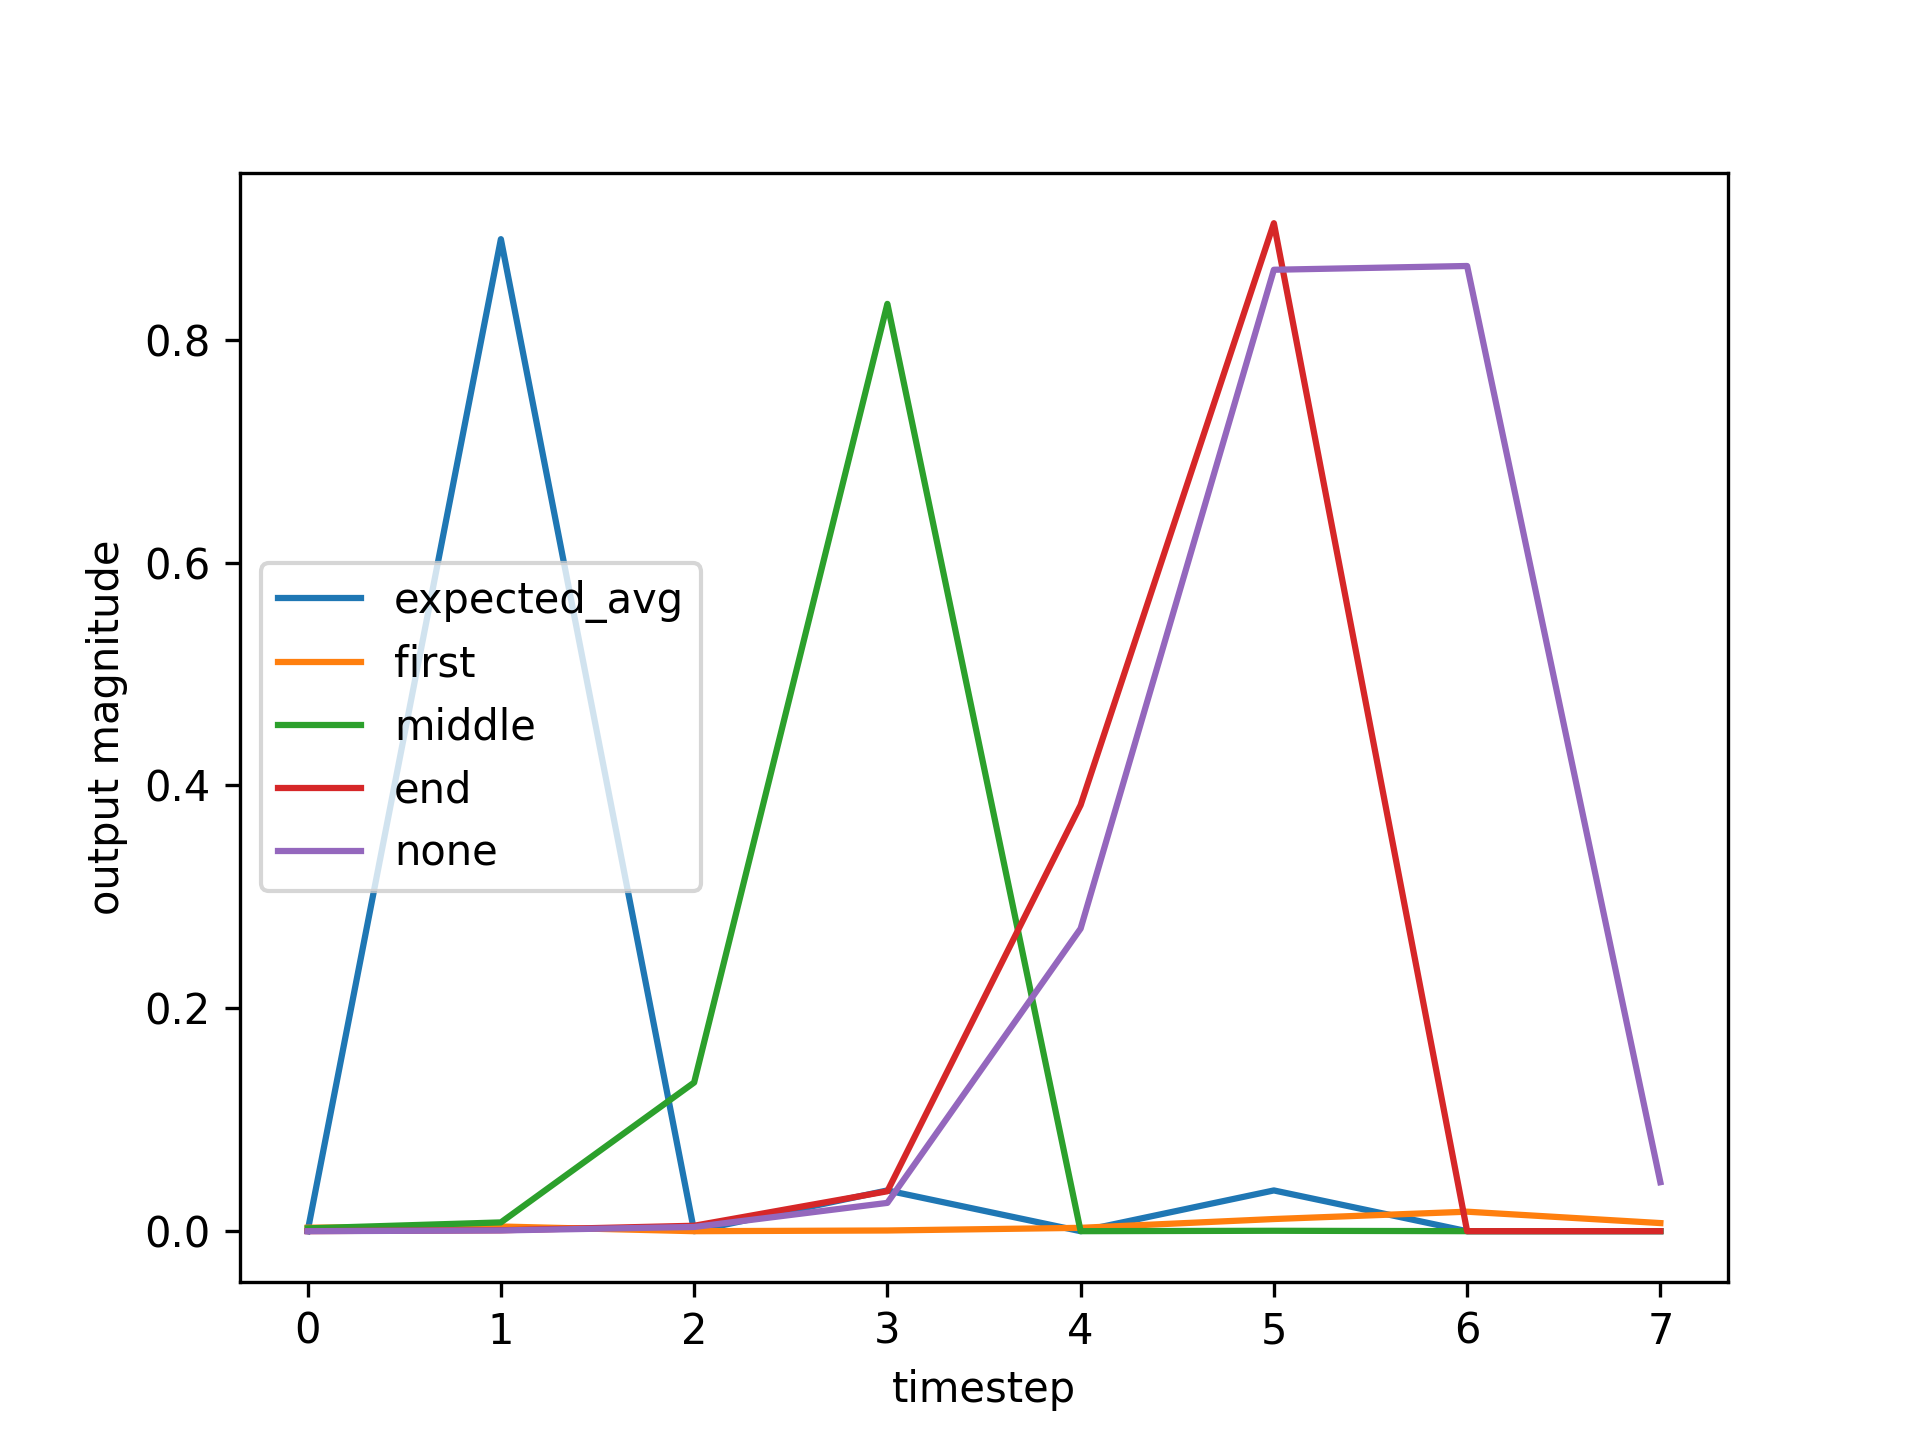 output magnitude
0.8
0.6
0.4
0.2
0.0
expected_avg
first
middle
end
none
0 1 2 3 4 5 6 7
timestep